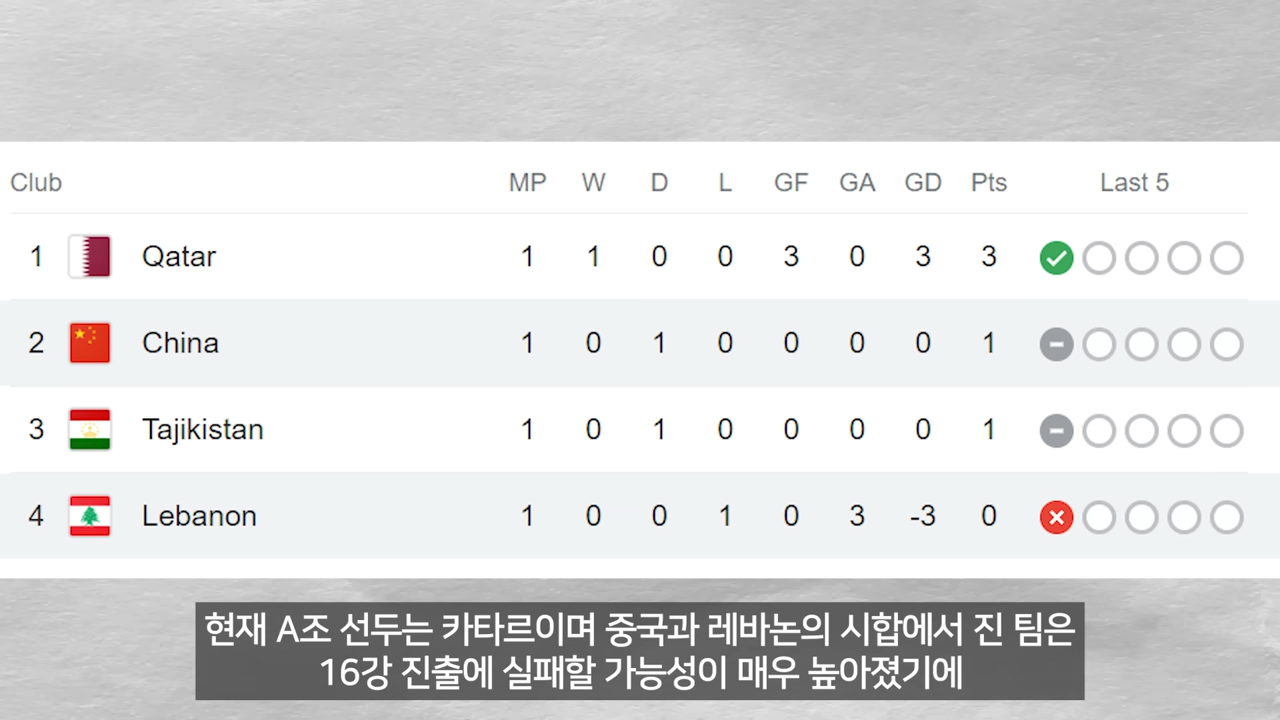 Club MP W D L GF GA GD Pts Last 5
1 Qatar 1 1 0 0 3 0 3 3
2 China 1 0 1 0 0 0 0 1
3 Tajikistan 1 0 1 0 0 0 0 1
4 Lebanon 1 0 0 1 0 3 -3 0
현재 A조 선두는 카타르이며 중국과 레바논의 시합에서 진 팀은
16강 진출에 실패할 가능성이 매우 높아졌기에